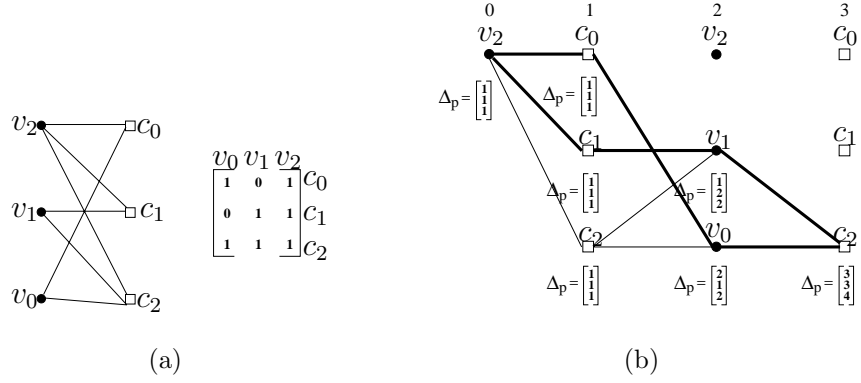 0 1 2 3
v₂ c₀ v₂ c₀
Δₚ = [1 1 1] Δₚ = [1 1 1]
v₂ c₀
c₁ v₁ c₁
v₀ v₁ v₂
1 0 1 c₀
v₁ c₁
0 1 1 c₁
1 1 1 c₂
Δₚ = [1 1 1] Δₚ = [1 2 2]
c₂ v₀ c₂
v₀ c₂
Δₚ = [1 1 1] Δₚ = [2 1 2] Δₚ = [3 3 4]
(a) (b)